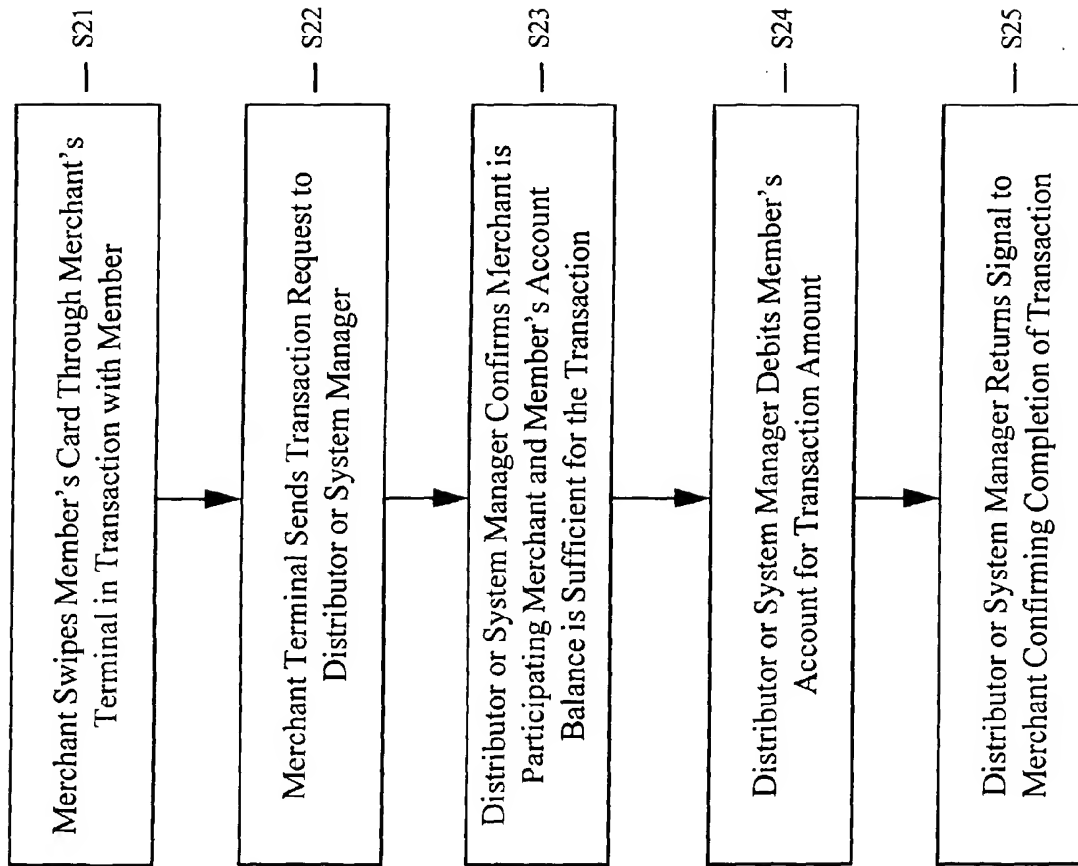 Merchant Swipes Member's Card Through Merchant's
Terminal in Transaction with Member
S21
Merchant Terminal Sends Transaction Request to
Distributor or System Manager
S22
Distributor or System Manager Confirms Merchant is
Participating Merchant and Member's Account
Balance is Sufficient for the Transaction
S23
Distributor or System Manager Debits Member's
Account for Transaction Amount
S24
Distributor or System Manager Returns Signal to
Merchant Confirming Completion of Transaction
S25